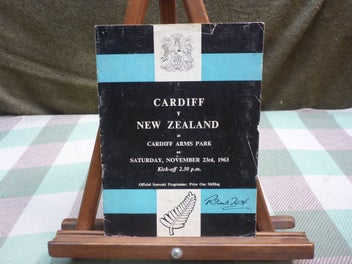 CARDIFF
v
NEW ZEALAND
at
CARDIFF ARMS PARK
on
SATURDAY, NOVEMBER 23rd, 1963
Kick-off 2.30 p.m.
Official Souvenir Programme: Price One Shilling